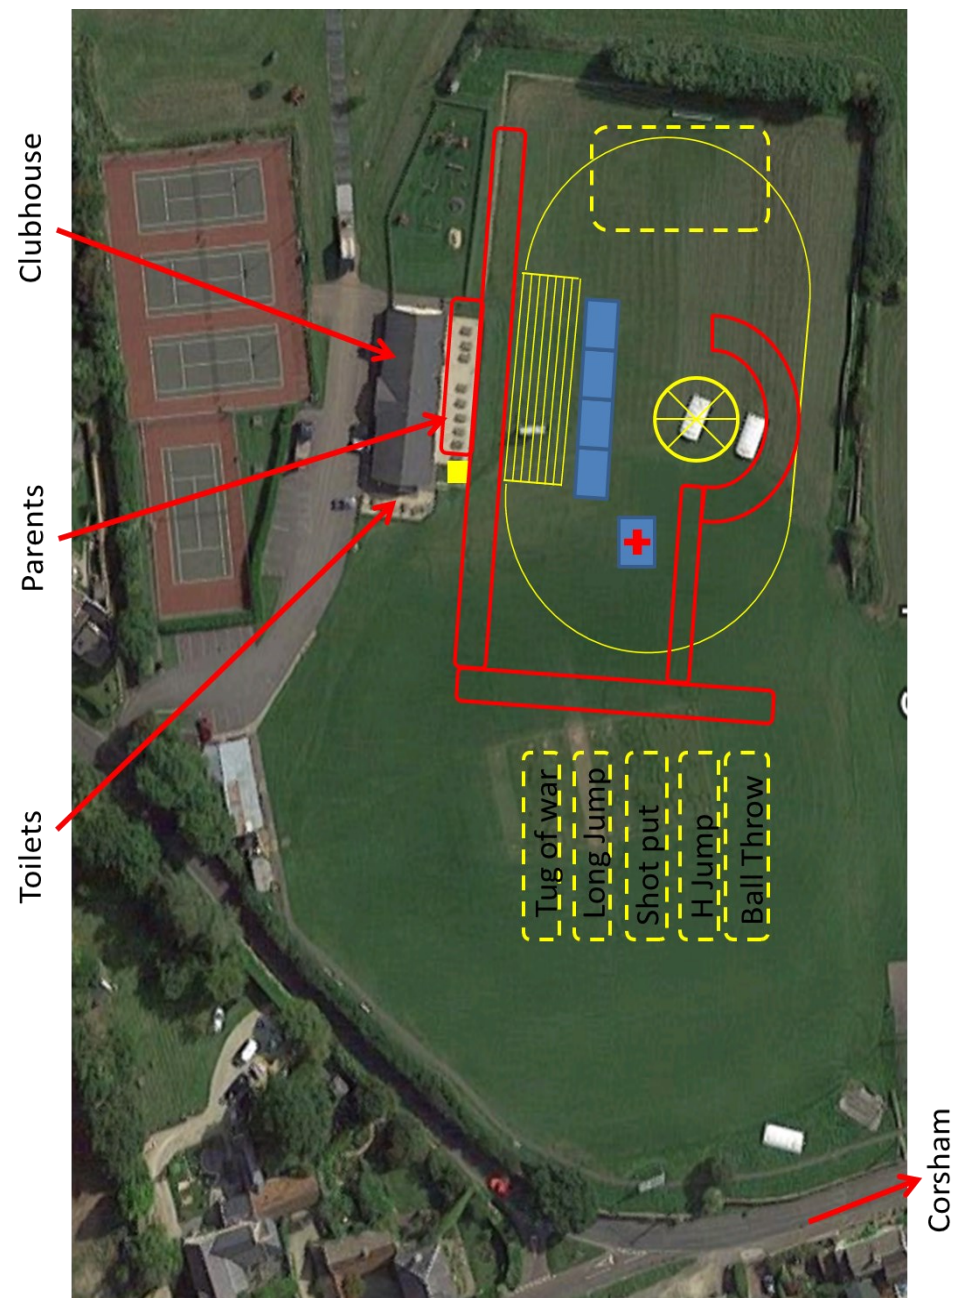 Clubhouse
Parents
Toilets
Tug of war
Long Jump
Shot put
H Jump
Ball Throw
Corsham